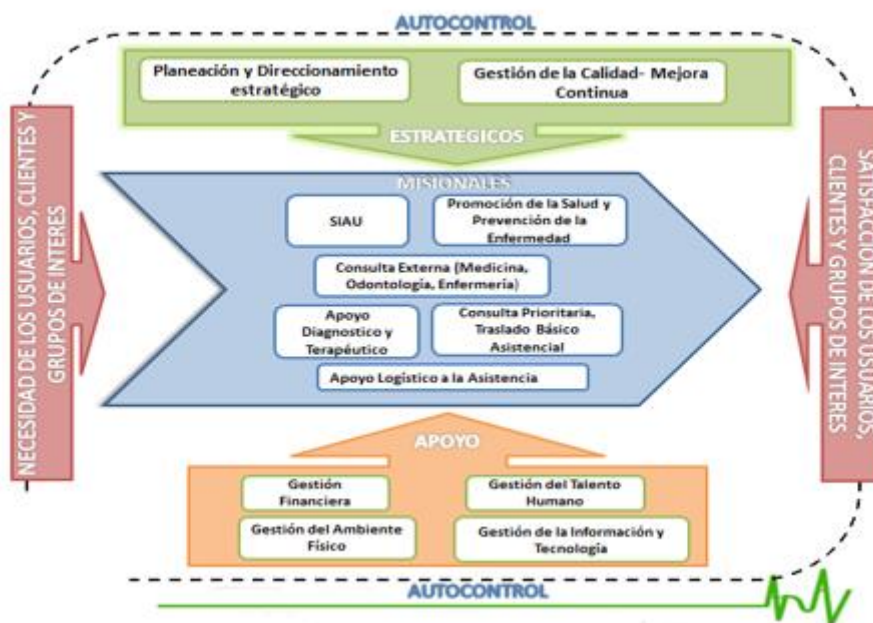 AUTOCONTROL
Planeación y Direccionamiento
estratégico
Gestión de la Calidad- Mejora
Continua
ESTRATEGICOS
NECESIDAD DE LOS USUARIOS, CLIENTES Y
GRUPOS DE INTERES
MISIONALES
SIAU
Promoción de la Salud y
Prevención de la
Enfermedad
Consulta Externa (Medicina,
Odontología, Enfermería)
Apoyo
Diagnostico y
Terapéutico
Consulta Prioritaria,
Traslado Básico
Asistencial
Apoyo Logístico a la Asistencia
SATISFACCIÓN DE LOS USUARIOS,
CLIENTES Y GRUPOS DE INTERES
APOYO
Gestión
Financiera
Gestión del Talento
Humano
Gestión del Ambiente
Físico
Gestión de la Información y
Tecnología
AUTOCONTROL